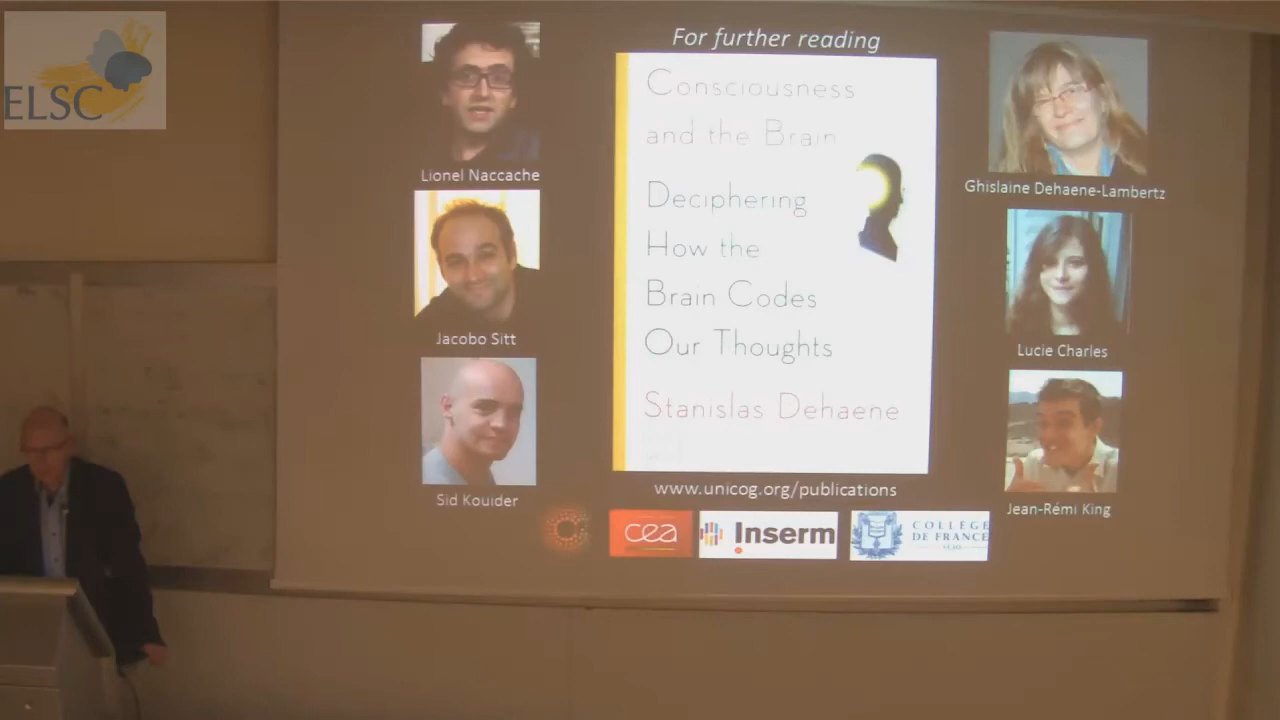 ELSC
For further reading
Lionel Naccache
Jacobo Sitt
Sid Kouider
Consciousness
and the Brain
Deciphering
How the
Brain Codes
Our Thoughts
Stanislas Dehaene
Ghislaine Dehaene-Lambertz
Lucie Charles
Jean-Rémi King
www.unicog.org/publications
cea
Inserm
COLLÈGE
DE FRANCE